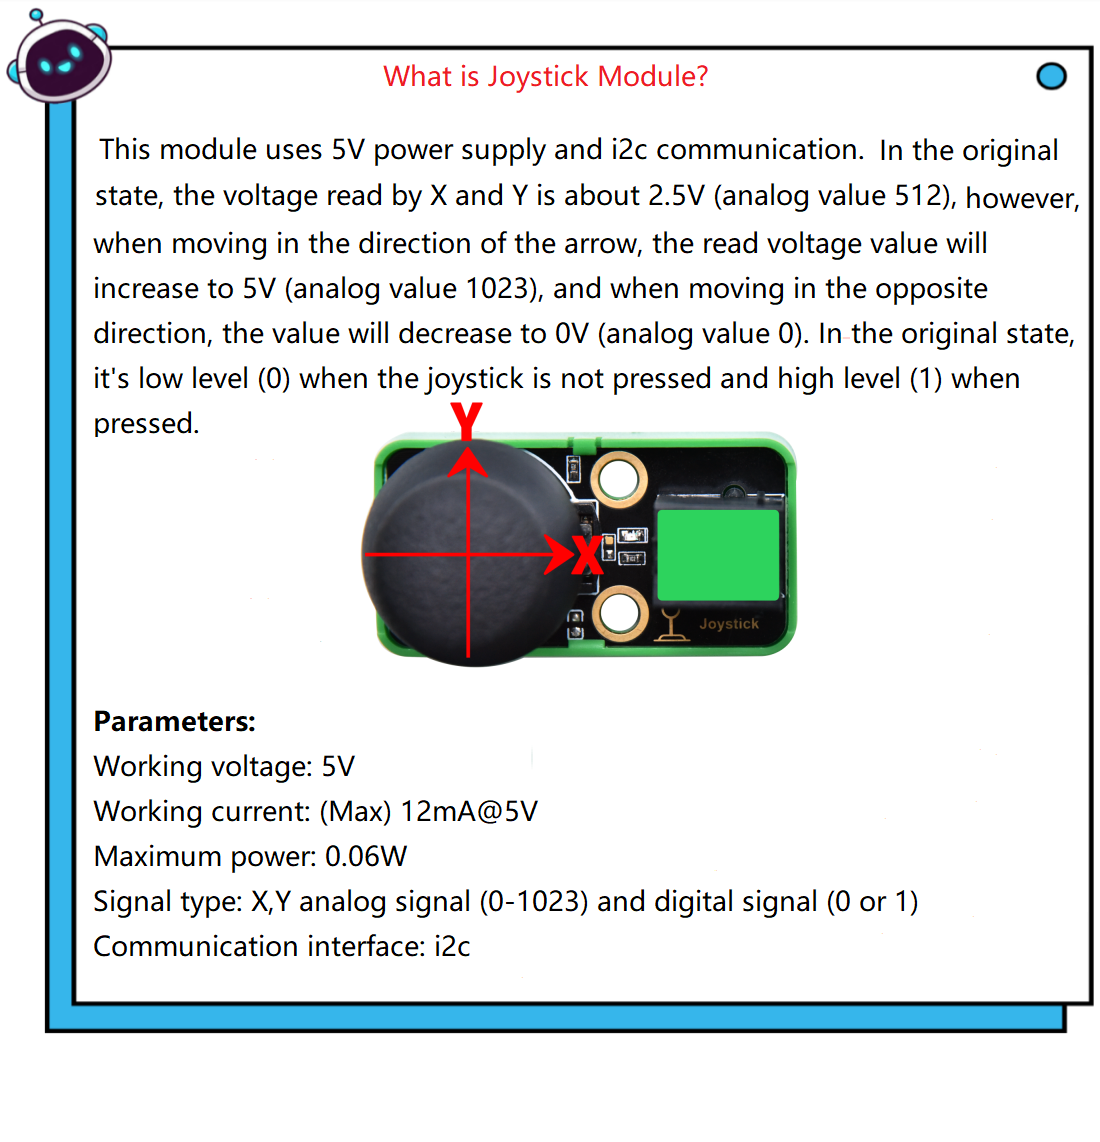 What is Joystick Module?
This module uses 5V power supply and i2c communication. In the original
state, the voltage read by X and Y is about 2.5V (analog value 512), however,
when moving in the direction of the arrow, the read voltage value will
increase to 5V (analog value 1023), and when moving in the opposite
direction, the value will decrease to 0V (analog value 0). In the original state,
it's low level (0) when the joystick is not pressed and high level (1) when
pressed.
Y
X
Joystick
Parameters:
Working voltage: 5V
Working current: (Max) 12mA@5V
Maximum power: 0.06W
Signal type: X,Y analog signal (0-1023) and digital signal (0 or 1)
Communication interface: i2c